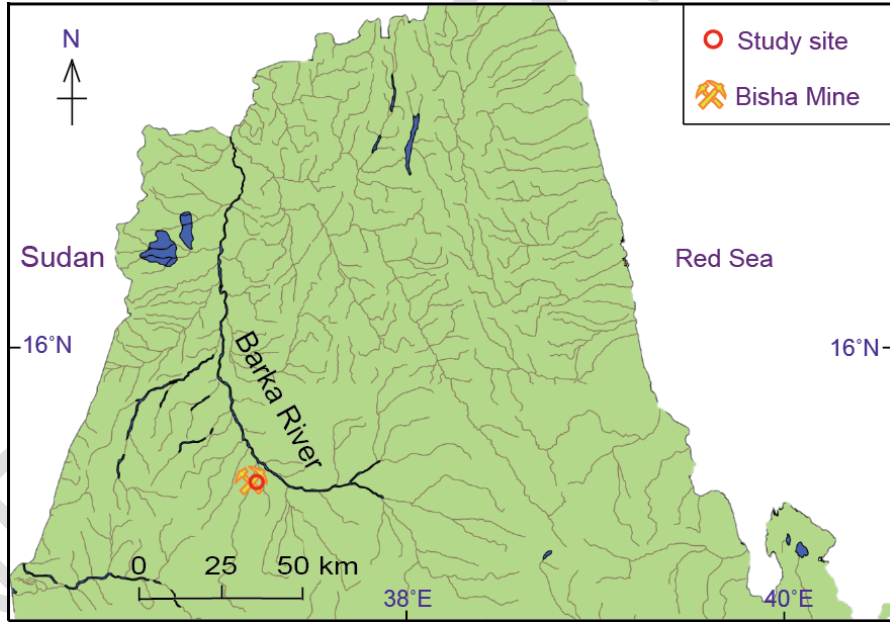 N
Study site
Bisha Mine
Sudan
Red Sea
16°N
16°N
Barka River
0 25 50 km
38°E
40°E